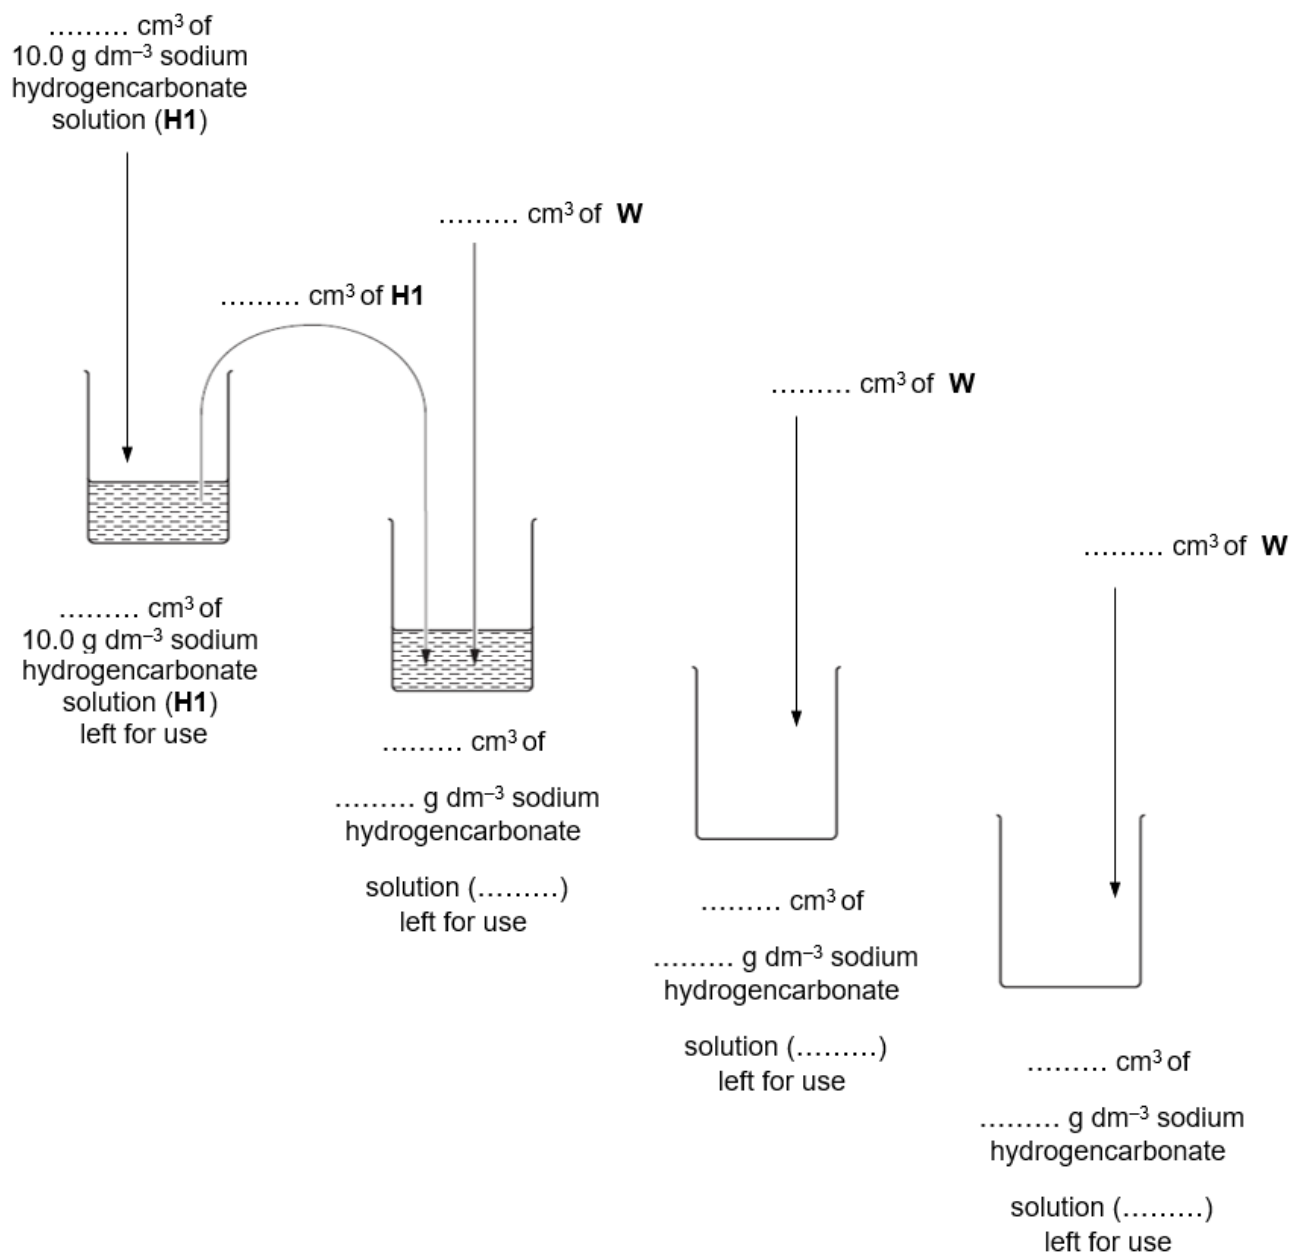 ......... cm³ of
10.0 g dm⁻³ sodium
hydrogencarbonate
solution (H1)
......... cm³ of W
......... cm³ of H1
......... cm³ of W
......... cm³ of W
......... cm³ of
10.0 g dm⁻³ sodium
hydrogencarbonate
solution (H1)
left for use
......... cm³ of
......... g dm⁻³ sodium
hydrogencarbonate
solution (.........)
left for use
......... cm³ of
......... g dm⁻³ sodium
hydrogencarbonate
solution (.........)
left for use
......... cm³ of
......... g dm⁻³ sodium
hydrogencarbonate
solution (.........)
left for use